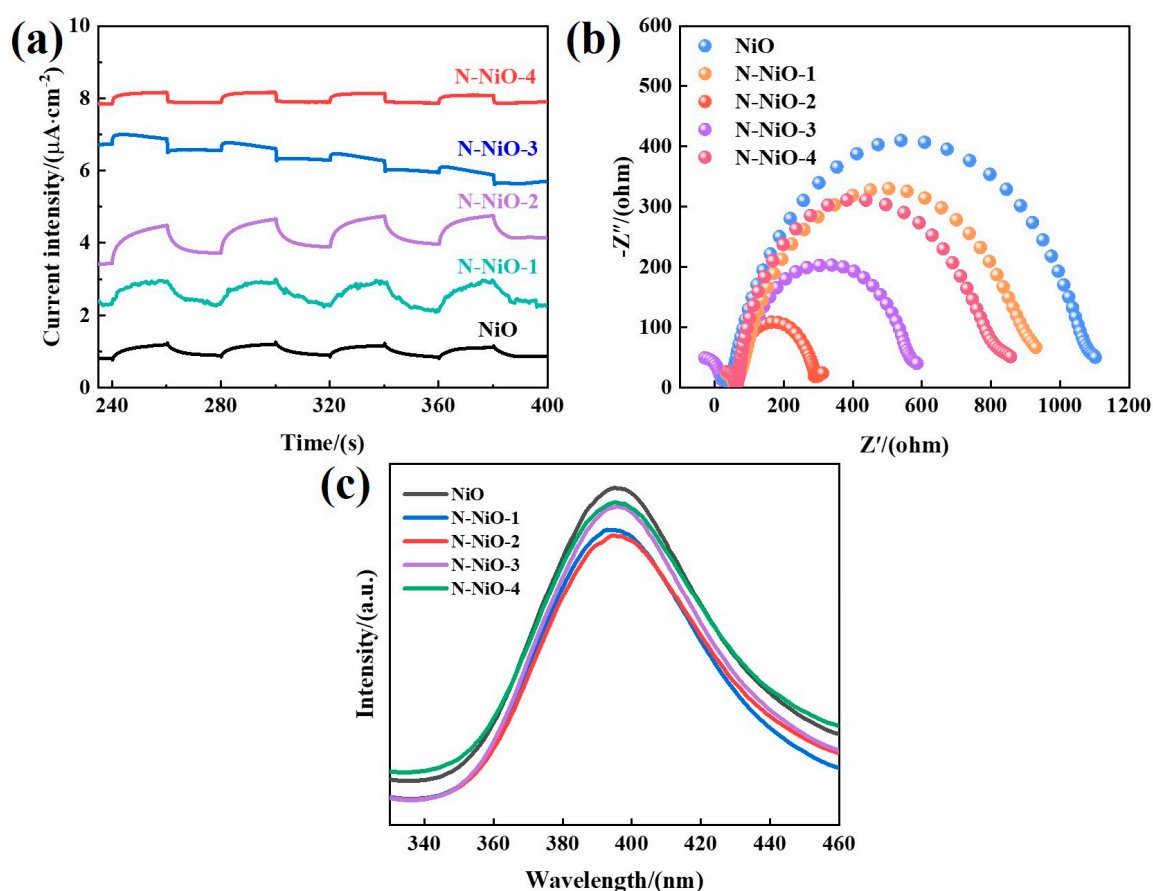 (a)
Current intensity/(μA·cm⁻²)
10
8
6
4
2
0
N-NiO-4
N-NiO-3
N-NiO-2
N-NiO-1
NiO
240
280
320
360
400
Time/(s)
(b)
-Z″/(ohm)
600
500
400
300
200
100
0
NiO
N-NiO-1
N-NiO-2
N-NiO-3
N-NiO-4
0
200
400
600
800
1000
1200
Z′/(ohm)
(c)
Intensity/(a.u.)
NiO
N-NiO-1
N-NiO-2
N-NiO-3
N-NiO-4
340
360
380
400
420
440
460
Wavelength/(nm)